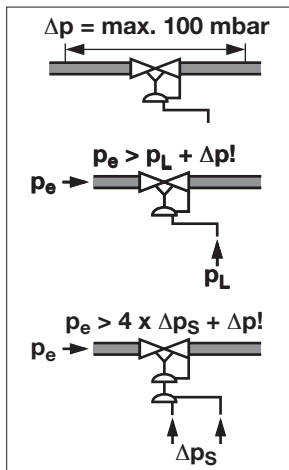 Δp = max. 100 mbar
pe > pL + Δp!
pe
pL
pe > 4 x ΔpS + Δp!
pe
ΔpS